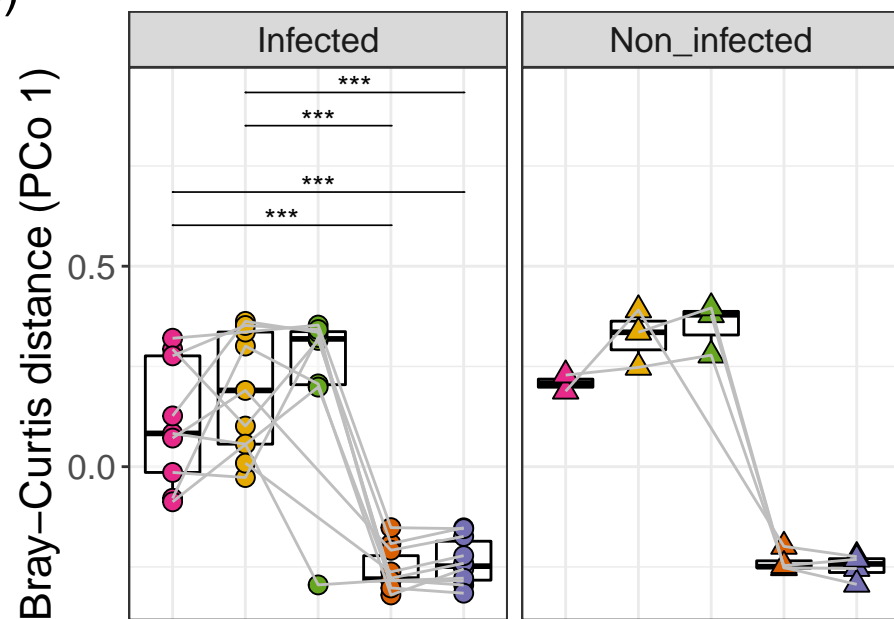 )
Infected
Non_infected
Bray−Curtis distance (PCo 1)
***
***
***
***
0.5
0.0